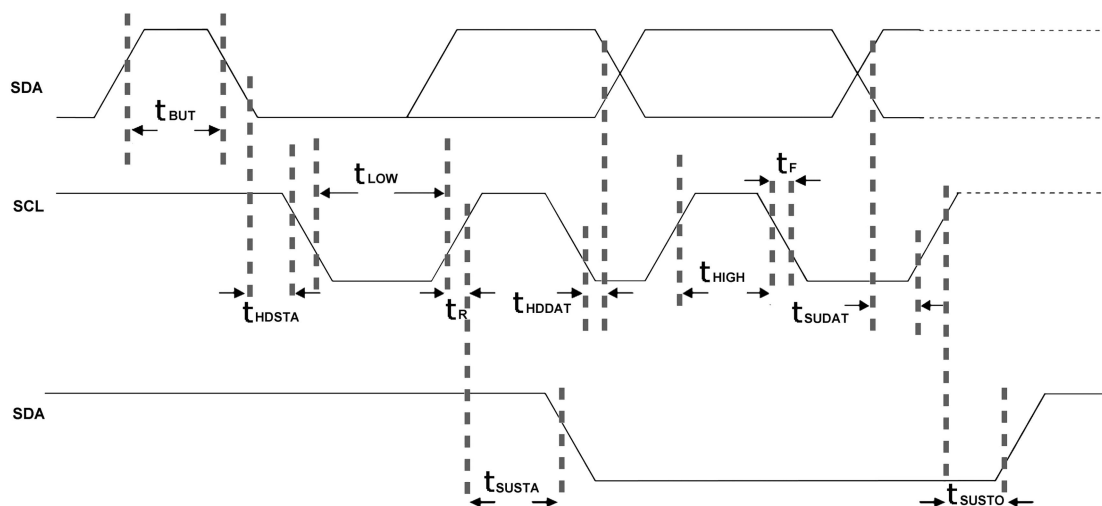 SDA
tBUT
tLOW
tF
SCL
tHDSTA
tR
tHDDAT
tHIGH
tSUDAT
SDA
tSUSTA
tSUSTO